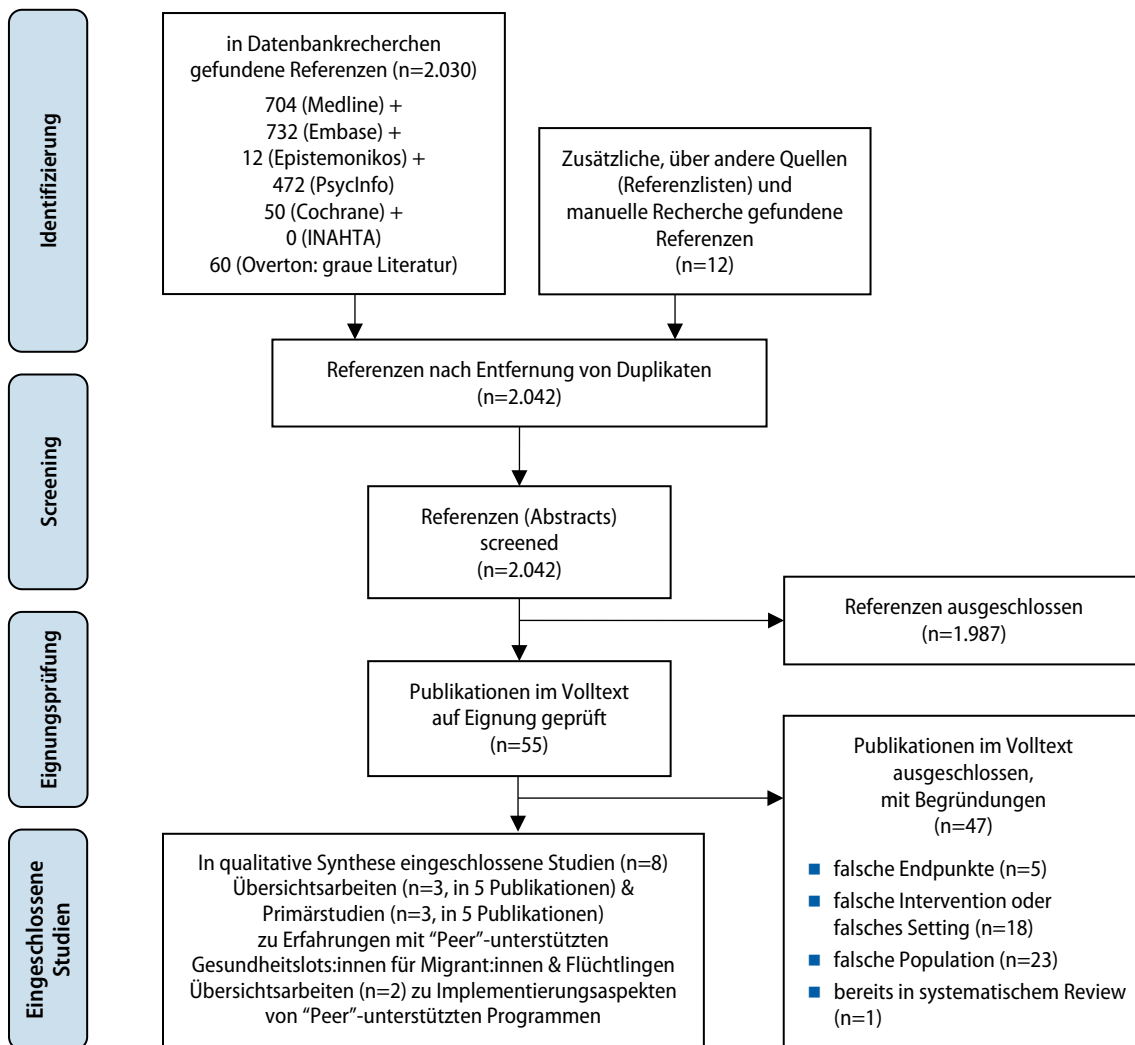 Identifizierung
in Datenbankrecherchen
gefundene Referenzen (n=2.030)
704 (Medline) +
732 (Embase) +
12 (Epistemonikos) +
472 (PsycInfo)
50 (Cochrane) +
0 (INAHTA)
60 (Overton: graue Literatur)
Zusätzliche, über andere Quellen
(Referenzlisten) und
manuelle Recherche gefundene
Referenzen
(n=12)
Screening
Referenzen nach Entfernung von Duplikaten
(n=2.042)
Referenzen (Abstracts)
screened
(n=2.042)
Referenzen ausgeschlossen
(n=1.987)
Eignungsprüfung
Publikationen im Volltext
auf Eignung geprüft
(n=55)
Publikationen im Volltext
ausgeschlossen,
mit Begründungen
(n=47)
falsche Endpunkte (n=5)
falsche Intervention oder
falsches Setting (n=18)
falsche Population (n=23)
bereits in systematischem Review
(n=1)
Eingeschlossene
Studien
In qualitative Synthese eingeschlossene Studien (n=8)
Übersichtsarbeiten (n=3, in 5 Publikationen) &
Primärstudien (n=3, in 5 Publikationen)
zu Erfahrungen mit “Peer”-unterstützten
Gesundheitslots:innen für Migrant:innen & Flüchtlingen
Übersichtsarbeiten (n=2) zu Implementierungsaspekten
von “Peer”-unterstützten Programmen